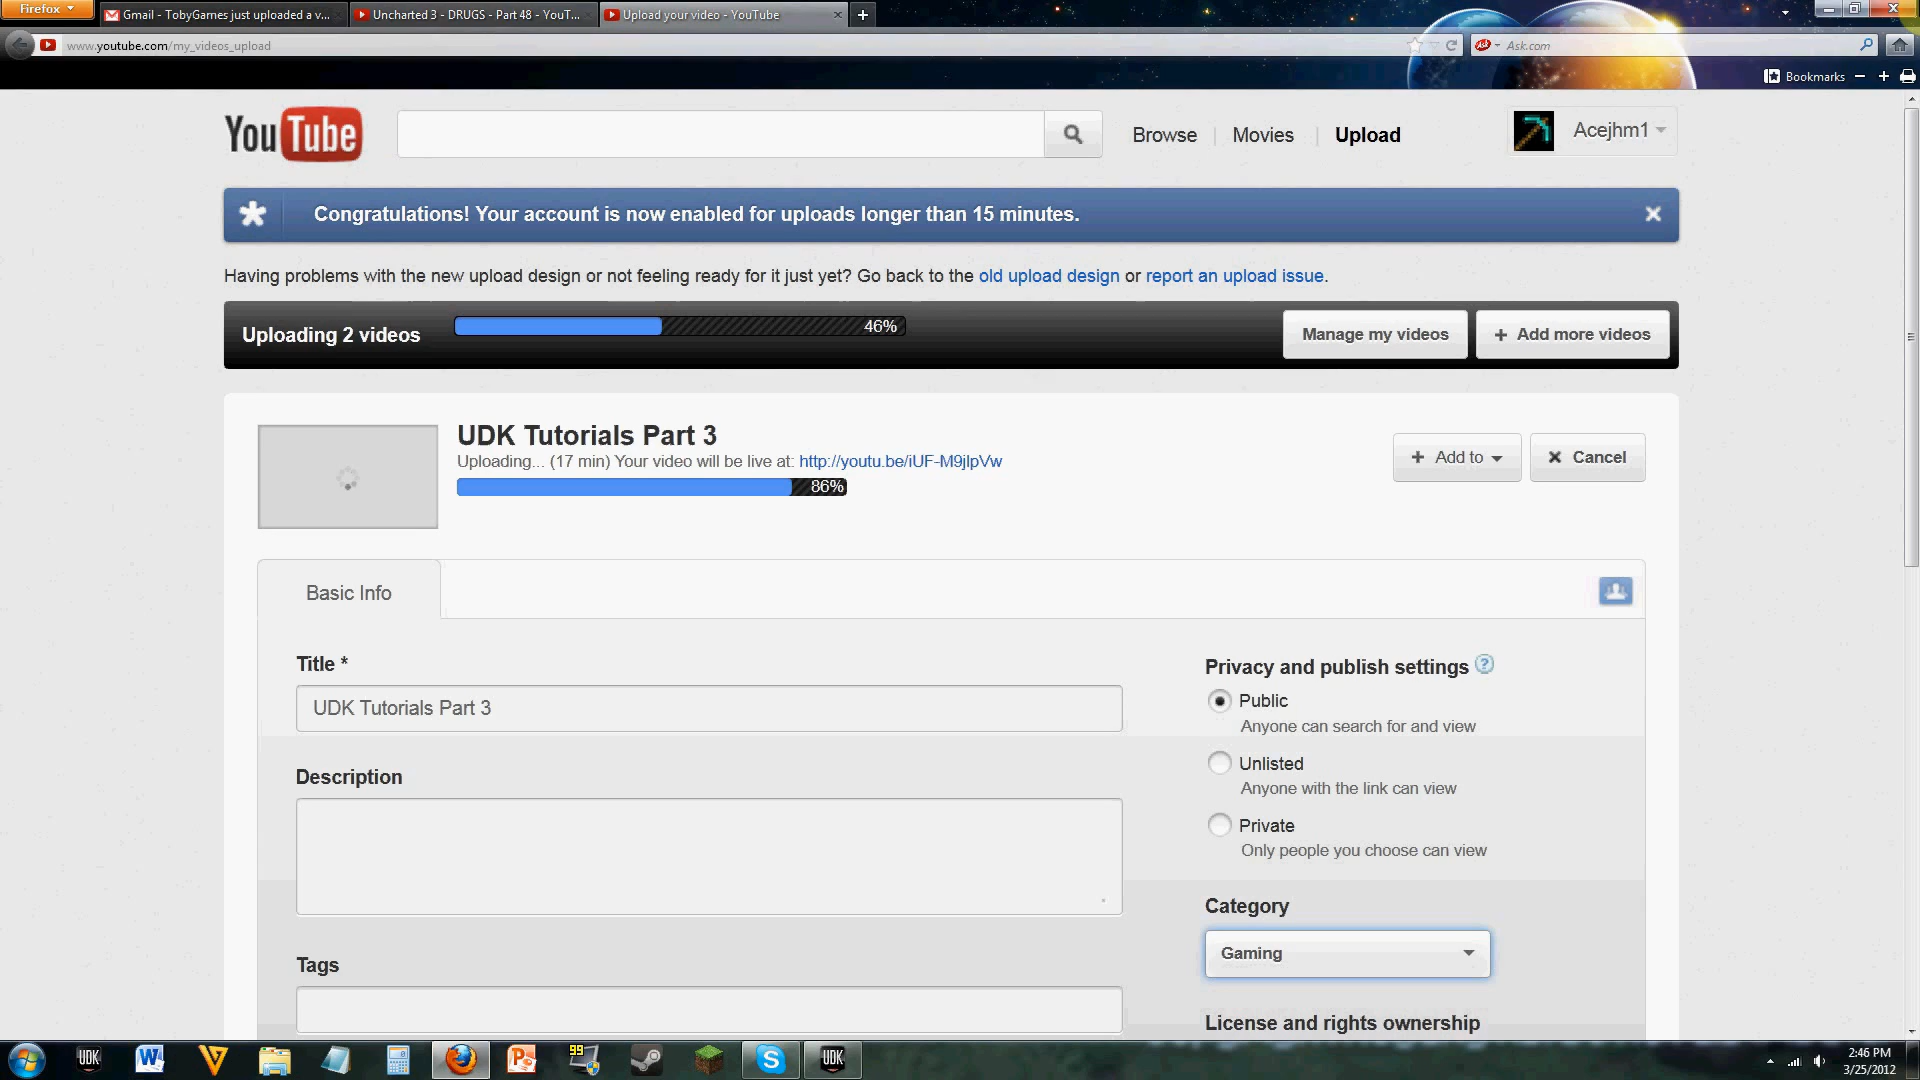 Firefox
Gmail - TobyGames just uploaded a v...
Uncharted 3 - DRUGS - Part 48 - YouT...
Upload your video - YouTube
www.youtube.com/my_videos_upload
Ask
Ask.com
Bookmarks
YouTube
Browse
Movies
Upload
Acejhm1
Congratulations! Your account is now enabled for uploads longer than 15 minutes.
Having problems with the new upload design or not feeling ready for it just yet? Go back to the old upload design or report an upload issue.
Uploading 2 videos
46%
Manage my videos
+ Add more videos
UDK Tutorials Part 3
Uploading... (17 min) Your video will be live at: http://youtu.be/iUF-M9jlpVw
86%
+ Add to
Cancel
Basic Info
Title *
UDK Tutorials Part 3
Description
Tags
Privacy and publish settings ?
Public
Anyone can search for and view
Unlisted
Anyone with the link can view
Private
Only people you choose can view
Category
Gaming
License and rights ownership
UDK
W
99
UDK
2:46 PM
3/25/2012